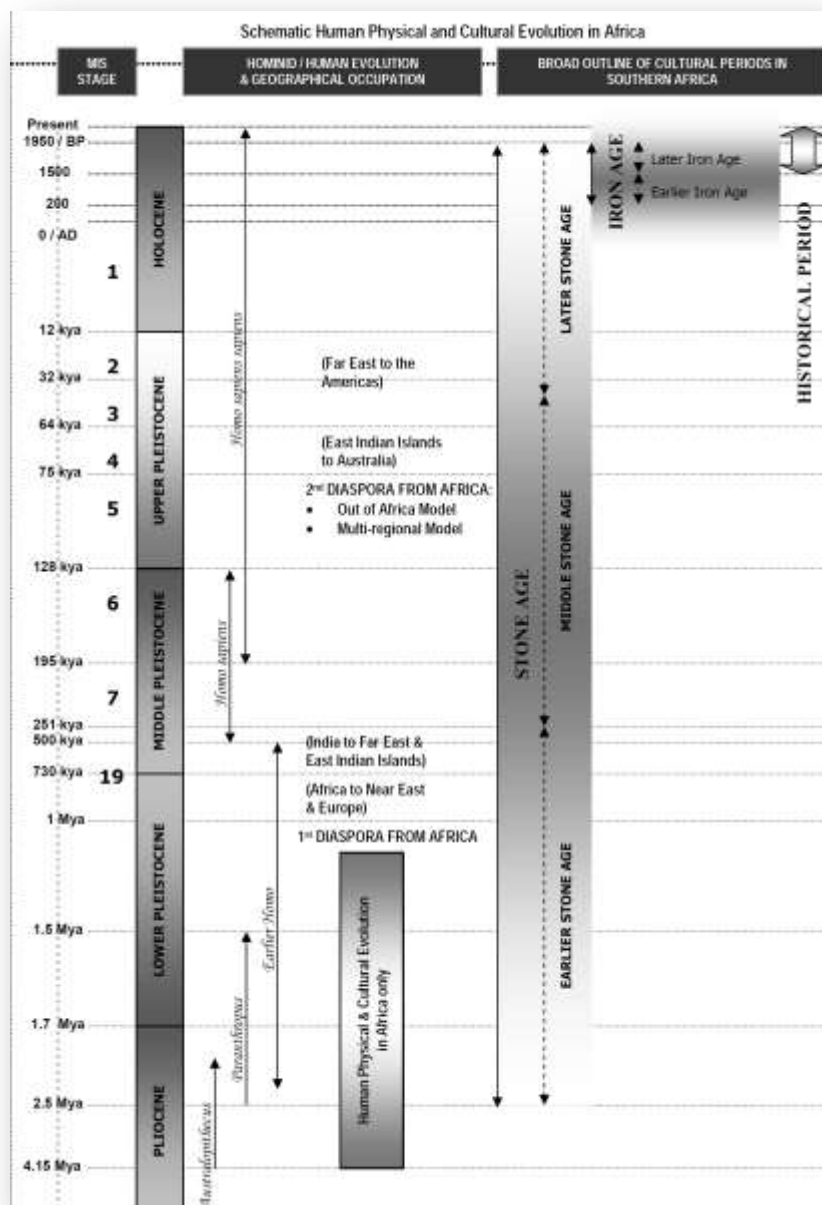 Schematic Human Physical and Cultural Evolution in Africa
MIS
STAGE
HOMINID / HUMAN EVOLUTION
& GEOGRAPHICAL OCCUPATION
BROAD OUTLINE OF CULTURAL PERIODS IN
SOUTHERN AFRICA
Present
1950 / BP
1500
200
0 / AD
1
12 kya
2
32 kya
3
64 kya
4
75 kya
5
128 kya
6
195 kya
7
251 kya
500 kya
730 kya
19
1 Mya
1.5 Mya
1.7 Mya
2.5 Mya
4.15 Mya
HOLOCENE
UPPER PLEISTOCENE
MIDDLE PLEISTOCENE
LOWER PLEISTOCENE
PLIOCENE
Homo sapiens sapiens
Homo sapiens
Earlier Homo
Paranthropus
Australopithecus
(Far East to the
Americas)
(East Indian Islands
to Australia)
2nd DIASPORA FROM AFRICA:
• Out of Africa Model
• Multi-regional Model
(India to Far East &
East Indian Islands)
(Africa to Near East
& Europe)
1st DIASPORA FROM AFRICA
Human Physical & Cultural Evolution
in Africa only
STONE AGE
LATER STONE AGE
MIDDLE STONE AGE
EARLIER STONE AGE
IRON AGE
Later Iron Age
Earlier Iron Age
HISTORICAL PERIOD